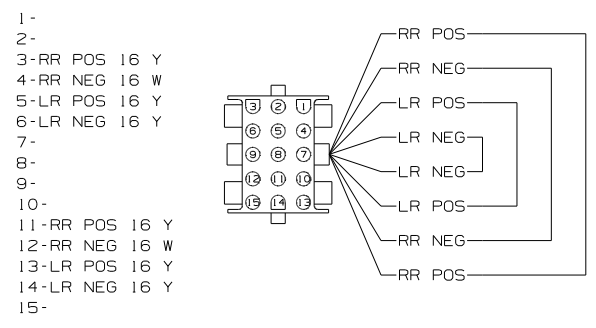 1-
2-
3-RR POS 16 Y
4-RR NEG 16 W
5-LR POS 16 Y
6-LR NEG 16 Y
7-
8-
9-
10-
11-RR POS 16 Y
12-RR NEG 16 W
13-LR POS 16 Y
14-LR NEG 16 Y
15-
3 2 1
6 5 4
9 8 7
12 11 10
15 14 13
RR POS
RR NEG
LR POS
LR NEG
LR NEG
LR POS
RR NEG
RR POS